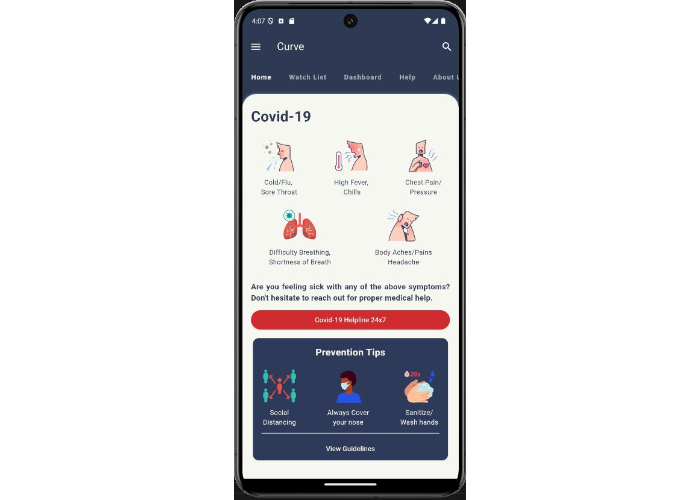 4:07
Curve
Home Watch List Dashboard Help About U
Covid-19
Cold/Flu,
Sore Throat
High Fever,
Chills
Chest Pain/
Pressure
Difficulty Breathing,
Shortness of Breath
Body Aches/Pains
Headache
Are you feeling sick with any of the above symptoms?
Don't hesitate to reach out for proper medical help.
Covid-19 Helpline 24x7
Prevention Tips
20s
Social
Distancing
Always Cover
your nose
Sanitize/
Wash hands
View Guidelines